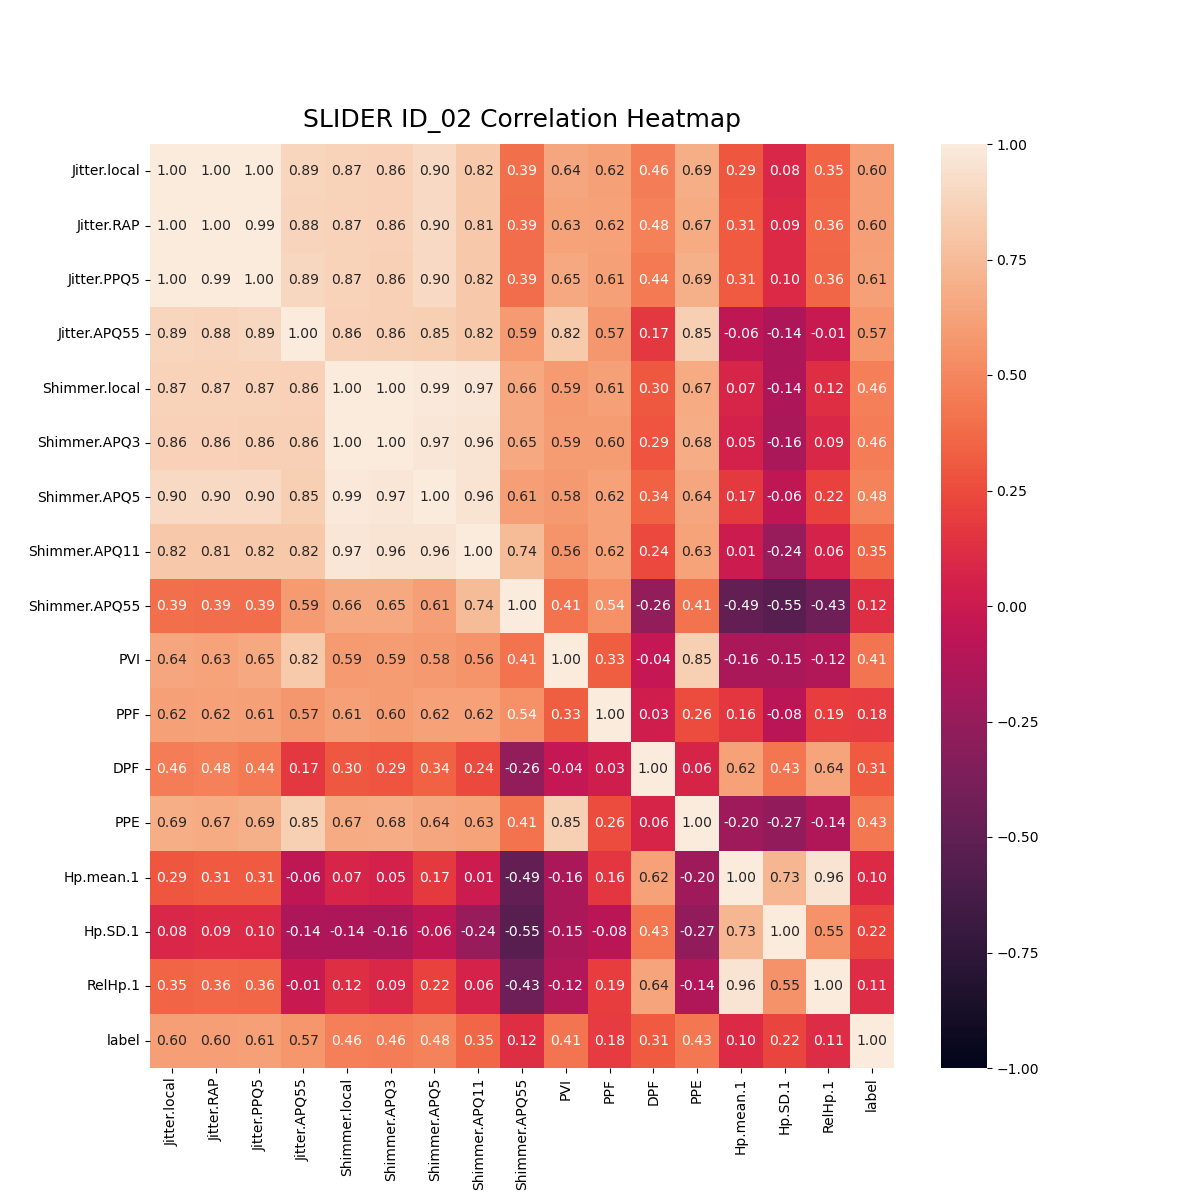 SLIDER ID_02 Correlation Heatmap
Jitter.local 1.00 1.00 1.00 0.89 0.87 0.86 0.90 0.82 0.39 0.64 0.62 0.46 0.69 0.29 0.08 0.35 0.60
Jitter.RAP 1.00 1.00 0.99 0.88 0.87 0.86 0.90 0.81 0.39 0.63 0.62 0.48 0.67 0.31 0.09 0.36 0.60
Jitter.PPQ5 1.00 0.99 1.00 0.89 0.87 0.86 0.90 0.82 0.39 0.65 0.61 0.44 0.69 0.31 0.10 0.36 0.61
Jitter.APQ55 0.89 0.88 0.89 1.00 0.86 0.86 0.85 0.82 0.59 0.82 0.57 0.17 0.85 -0.06 -0.14 -0.01 0.57
Shimmer.local 0.87 0.87 0.87 0.86 1.00 1.00 0.99 0.97 0.66 0.59 0.61 0.30 0.67 0.07 -0.14 0.12 0.46
Shimmer.APQ3 0.86 0.86 0.86 0.86 1.00 1.00 0.97 0.96 0.65 0.59 0.60 0.29 0.68 0.05 -0.16 0.09 0.46
Shimmer.APQ5 0.90 0.90 0.90 0.85 0.99 0.97 1.00 0.96 0.61 0.58 0.62 0.34 0.64 0.17 -0.06 0.22 0.48
Shimmer.APQ11 0.82 0.81 0.82 0.82 0.97 0.96 0.96 1.00 0.74 0.56 0.62 0.24 0.63 0.01 -0.24 0.06 0.35
Shimmer.APQ55 0.39 0.39 0.39 0.59 0.66 0.65 0.61 0.74 1.00 0.41 0.54 -0.26 0.41 -0.49 -0.55 -0.43 0.12
PVI 0.64 0.63 0.65 0.82 0.59 0.59 0.58 0.56 0.41 1.00 0.33 -0.04 0.85 -0.16 -0.15 -0.12 0.41
PPF 0.62 0.62 0.61 0.57 0.61 0.60 0.62 0.62 0.54 0.33 1.00 0.03 0.26 0.16 -0.08 0.19 0.18
DPF 0.46 0.48 0.44 0.17 0.30 0.29 0.34 0.24 -0.26 -0.04 0.03 1.00 0.06 0.62 0.43 0.64 0.31
PPE 0.69 0.67 0.69 0.85 0.67 0.68 0.64 0.63 0.41 0.85 0.26 0.06 1.00 -0.20 -0.27 -0.14 0.43
Hp.mean.1 0.29 0.31 0.31 -0.06 0.07 0.05 0.17 0.01 -0.49 -0.16 0.16 0.62 -0.20 1.00 0.73 0.96 0.10
Hp.SD.1 0.08 0.09 0.10 -0.14 -0.14 -0.16 -0.06 -0.24 -0.55 -0.15 -0.08 0.43 -0.27 0.73 1.00 0.55 0.22
RelHp.1 0.35 0.36 0.36 -0.01 0.12 0.09 0.22 0.06 -0.43 -0.12 0.19 0.64 -0.14 0.96 0.55 1.00 0.11
label 0.60 0.60 0.61 0.57 0.46 0.46 0.48 0.35 0.12 0.41 0.18 0.31 0.43 0.10 0.22 0.11 1.00
Jitter.local Jitter.RAP Jitter.PPQ5 Jitter.APQ55 Shimmer.local Shimmer.APQ3 Shimmer.APQ5 Shimmer.APQ11 Shimmer.APQ55 PVI PPF DPF PPE Hp.mean.1 Hp.SD.1 RelHp.1 label
1.00
0.75
0.50
0.25
0.00
−0.25
−0.50
−0.75
−1.00